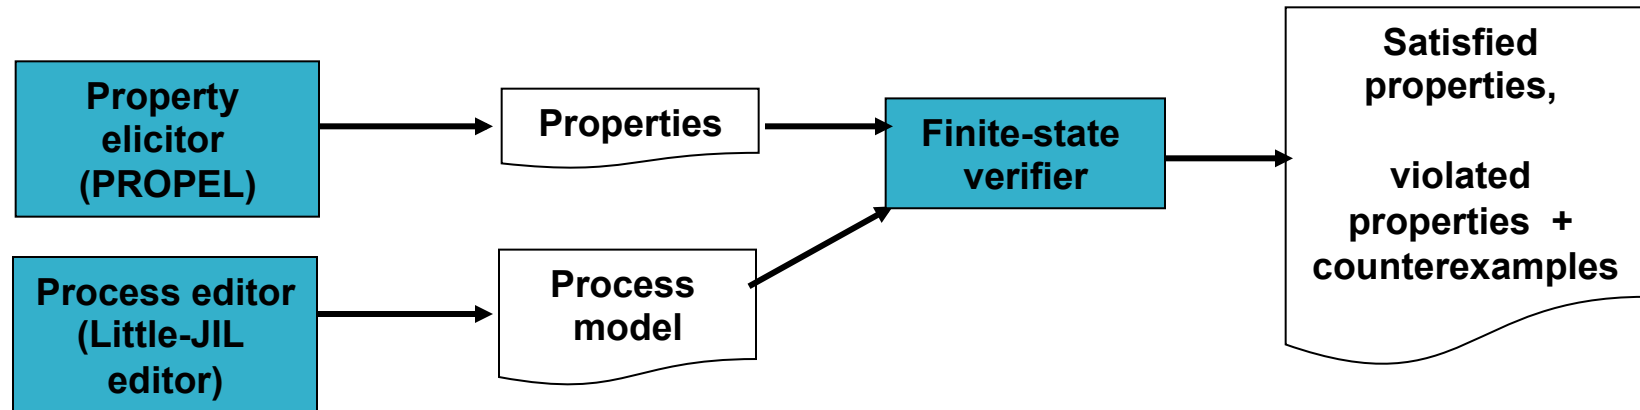 Property
elicitor
(PROPEL)
Properties
Finite-state
verifier
Satisfied
properties,
violated
properties +
counterexamples
Process editor
(Little-JIL
editor)
Process
model